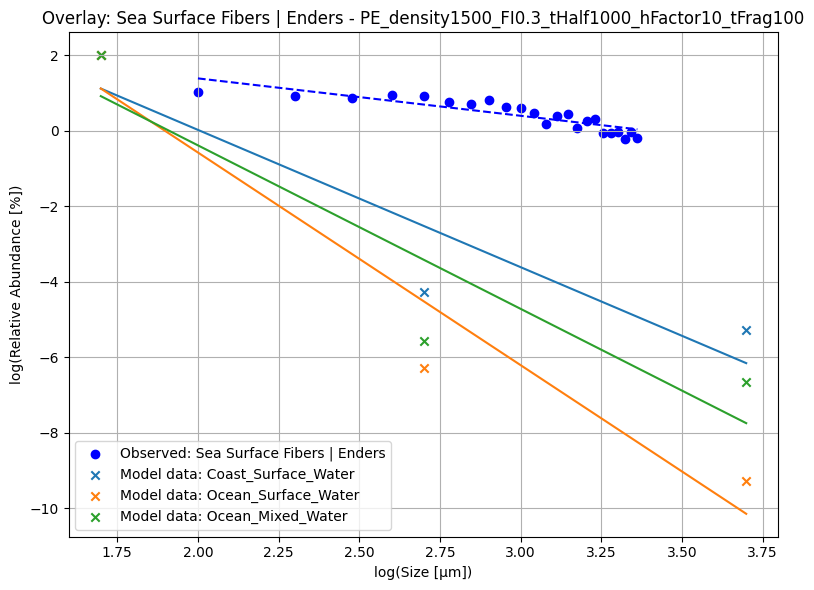 Overlay: Sea Surface Fibers | Enders - PE_density1500_FI0.3_tHalf1000_hFactor10_tFrag100
log(Relative Abundance [%])
2
0
−2
−4
−6
−8
−10
Observed: Sea Surface Fibers | Enders
Model data: Coast_Surface_Water
Model data: Ocean_Surface_Water
Model data: Ocean_Mixed_Water
1.75 2.00 2.25 2.50 2.75 3.00 3.25 3.50 3.75
log(Size [µm])